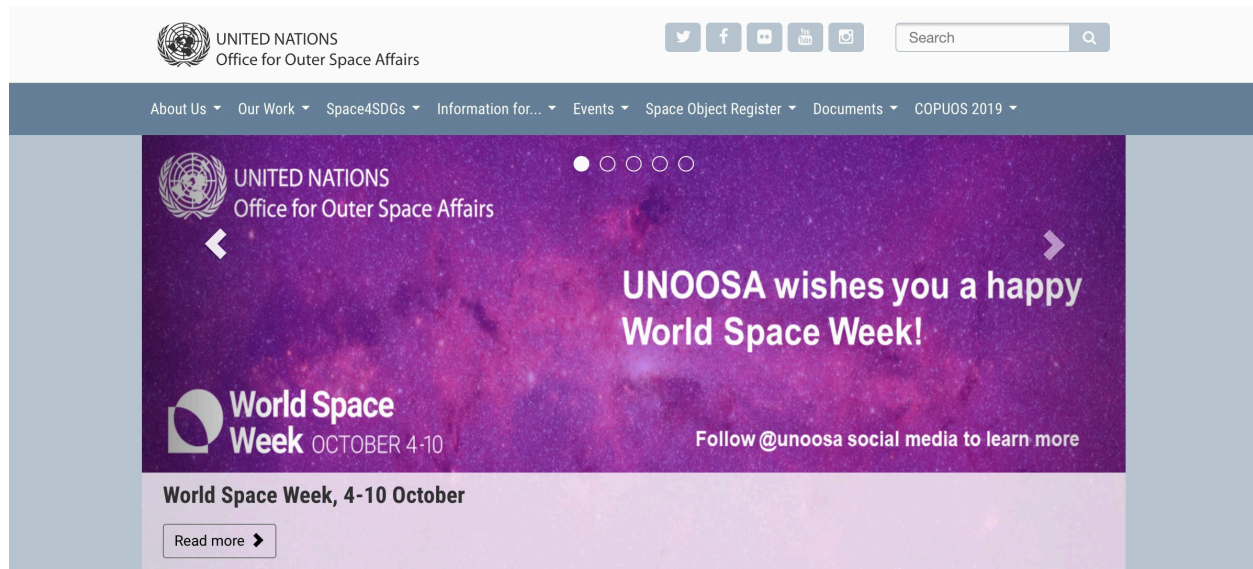 UNITED NATIONS
Office for Outer Space Affairs
Search
About Us
Our Work
Space4SDGs
Information for...
Events
Space Object Register
Documents
COPUOS 2019
UNITED NATIONS
Office for Outer Space Affairs
UNOOSA wishes you a happy
World Space Week!
World Space
Week OCTOBER 4-10
Follow @unoosa social media to learn more
World Space Week, 4-10 October
Read more